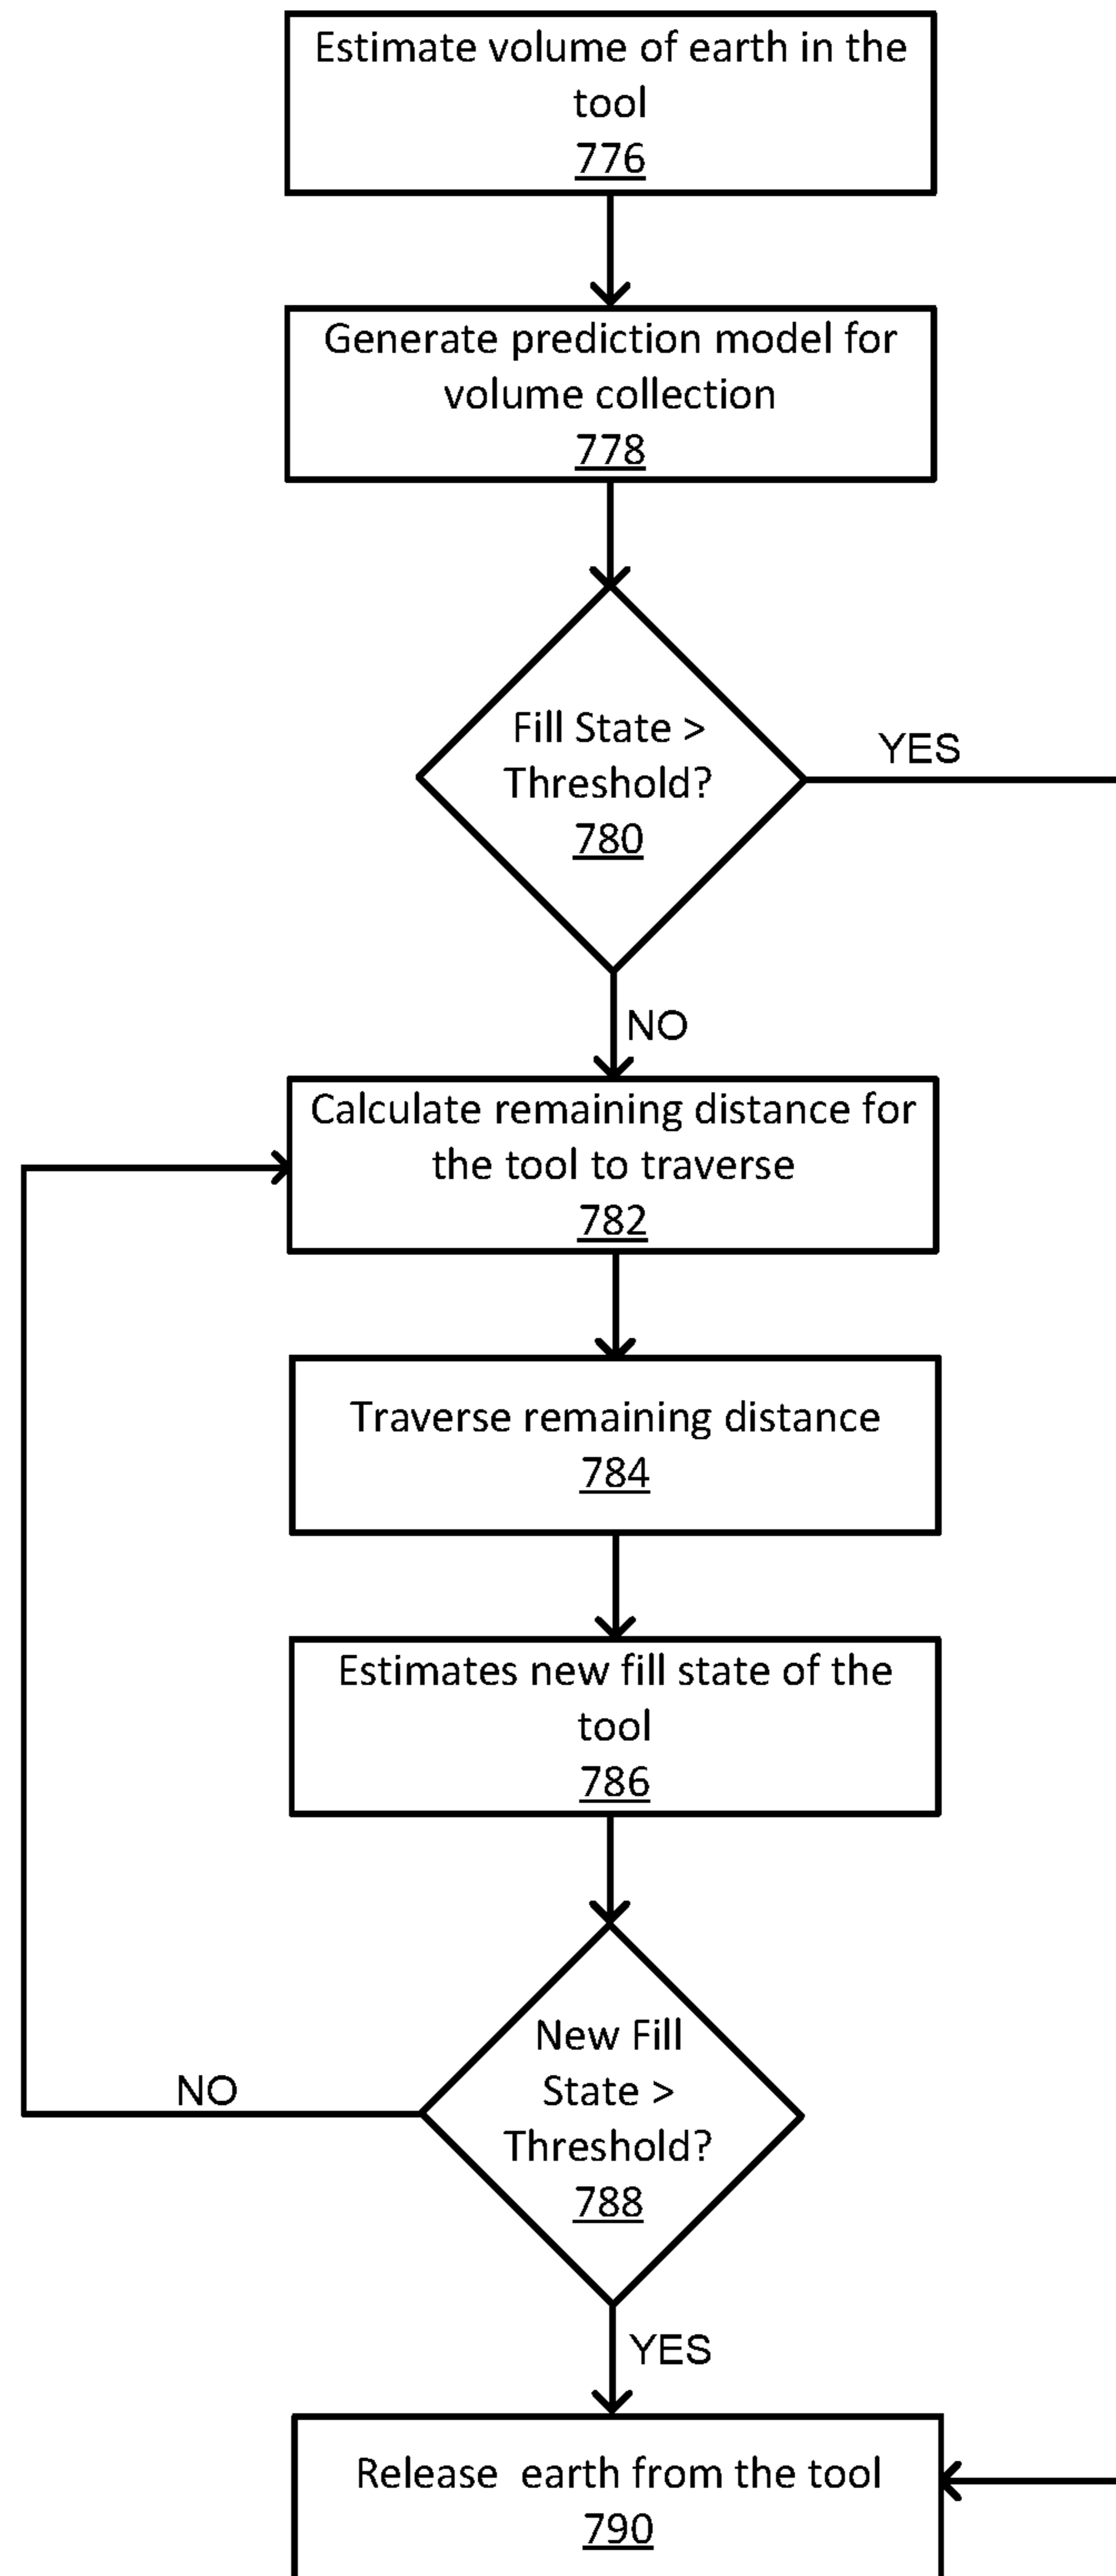 Estimate volume of earth in the
tool
776
Generate prediction model for
volume collection
778
Fill State >
Threshold?
780
YES
NO
Calculate remaining distance for
the tool to traverse
782
Traverse remaining distance
784
Estimates new fill state of the
tool
786
New Fill
State >
Threshold?
788
NO
YES
Release earth from the tool
790